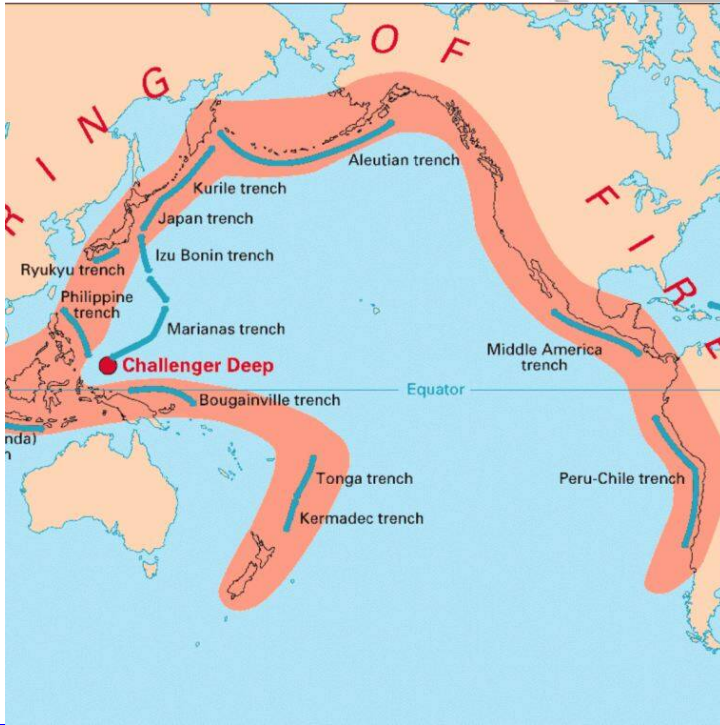 RING OF FIRE
Aleutian trench
Kurile trench
Japan trench
Izu Bonin trench
Ryukyu trench
Philippine
trench
Marianas trench
Challenger Deep
Middle America
trench
Equator
Bougainville trench
nda)
n
Tonga trench
Peru-Chile trench
Kermadec trench